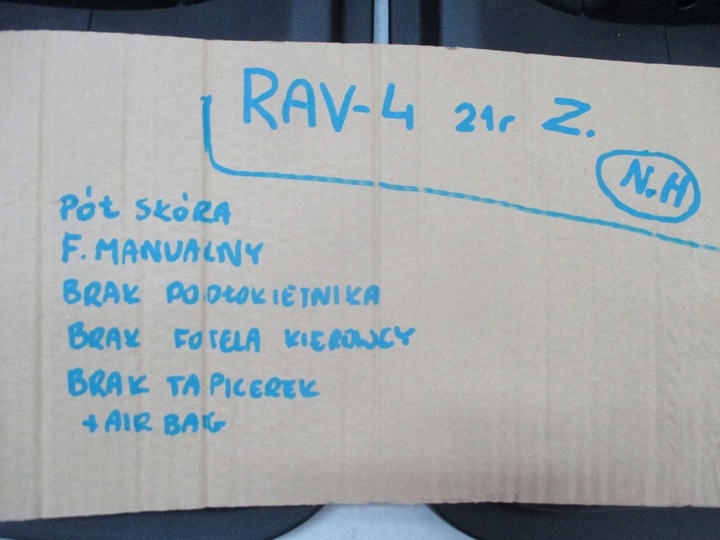 RAV-4 21r Z.
N.H
PÓŁ SKÓRA
F. MANUALNY
BRAK PODŁOKIETNIKA
BRAK FOTELA KIEROWCY
BRAK TAPICEREK
+ AIR BAG